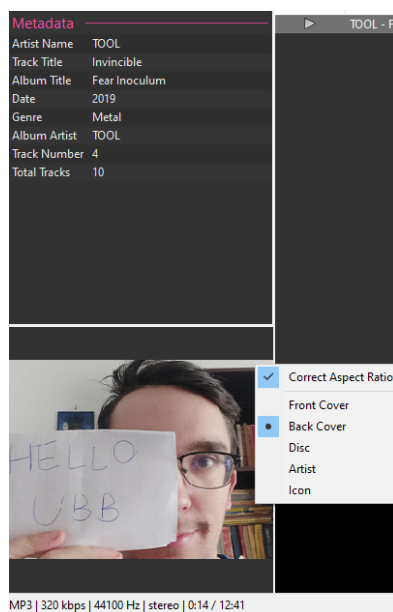 Metadata
Artist Name TOOL
Track Title Invincible
Album Title Fear Inoculum
Date 2019
Genre Metal
Album Artist TOOL
Track Number 4
Total Tracks 10
TOOL - F
Correct Aspect Ratio
Front Cover
Back Cover
Disc
Artist
Icon
HELLO
UBB
MP3 | 320 kbps | 44100 Hz | stereo | 0:14 / 12:41